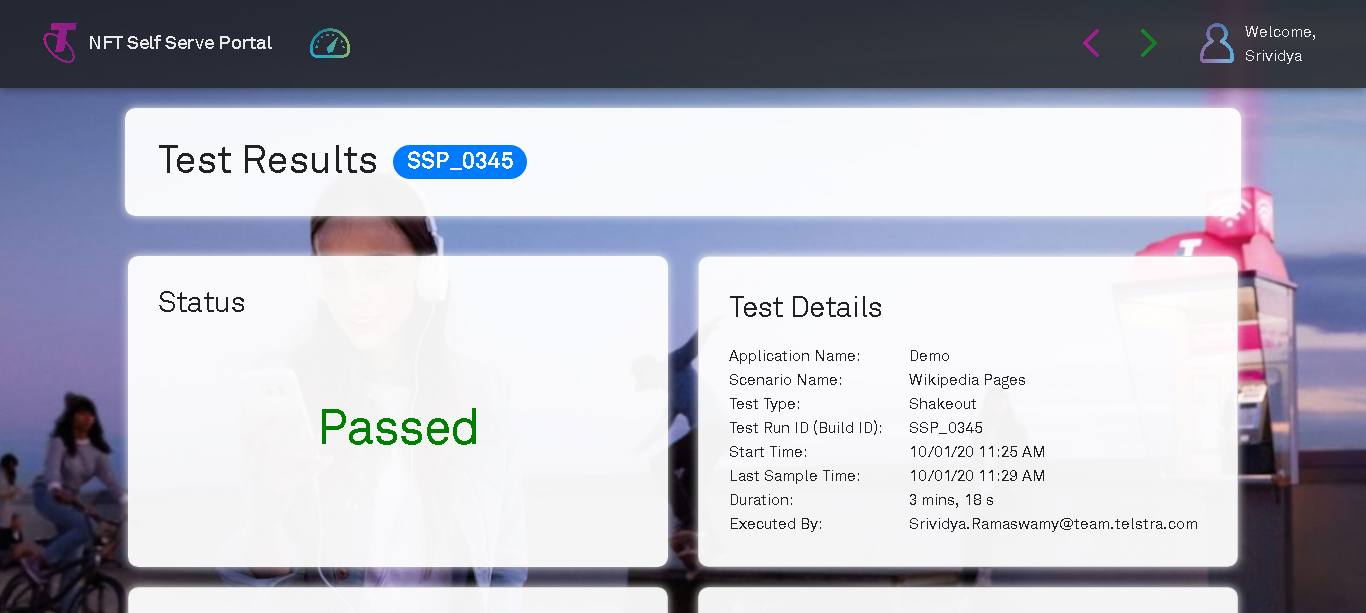 NFT Self Serve Portal
Welcome,
Srividya
Test Results SSP_0345
Status
Passed
Test Details
Application Name: Demo
Scenario Name: Wikipedia Pages
Test Type: Shakeout
Test Run ID (Build ID): SSP_0345
Start Time: 10/01/20 11:25 AM
Last Sample Time: 10/01/20 11:29 AM
Duration: 3 mins, 18 s
Executed By: Srividya.Ramaswamy@team.telstra.com